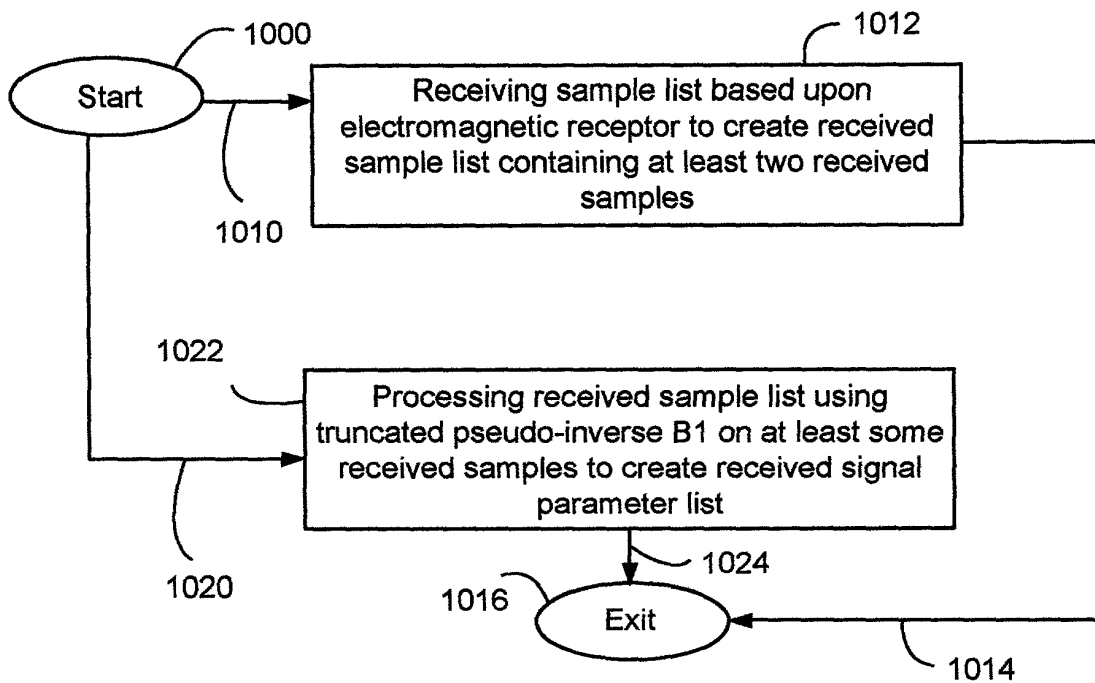 1000
1012
Start
Receiving sample list based upon
electromagnetic receptor to create received
sample list containing at least two received
samples
1010
1022
Processing received sample list using
truncated pseudo-inverse B1 on at least some
received samples to create received signal
parameter list
1020
1024
1016
Exit
1014